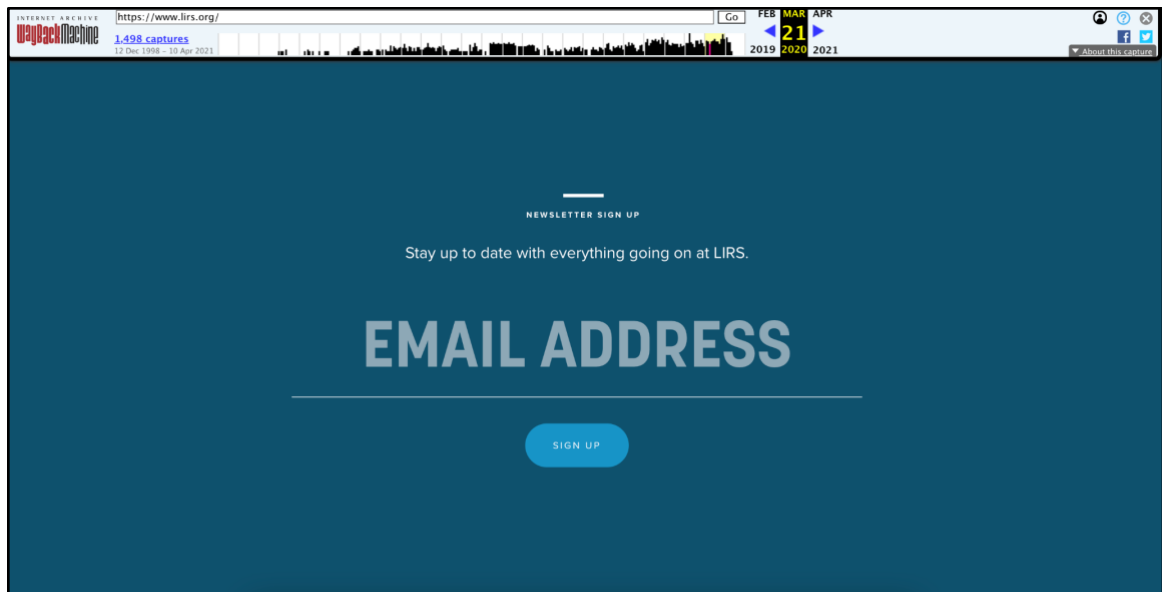 INTERNET ARCHIVE
WayBackMachine
https://www.lirs.org/
Go
1,498 captures
12 Dec 1998 – 10 Apr 2021
FEB MAR APR
21
2019 2020 2021
?
f
▼ About this capture
NEWSLETTER SIGN UP
Stay up to date with everything going on at LIRS.
EMAIL ADDRESS
SIGN UP